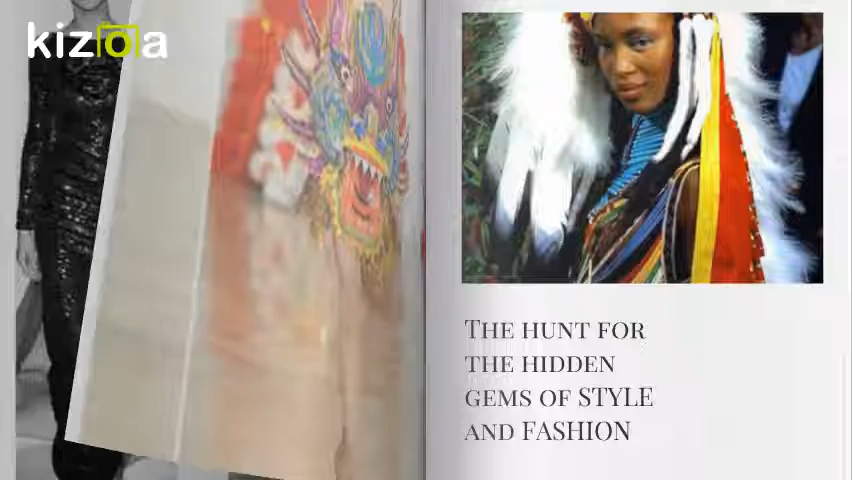 kizoa
The hunt for
the hidden
gems of STYLE
and FASHION